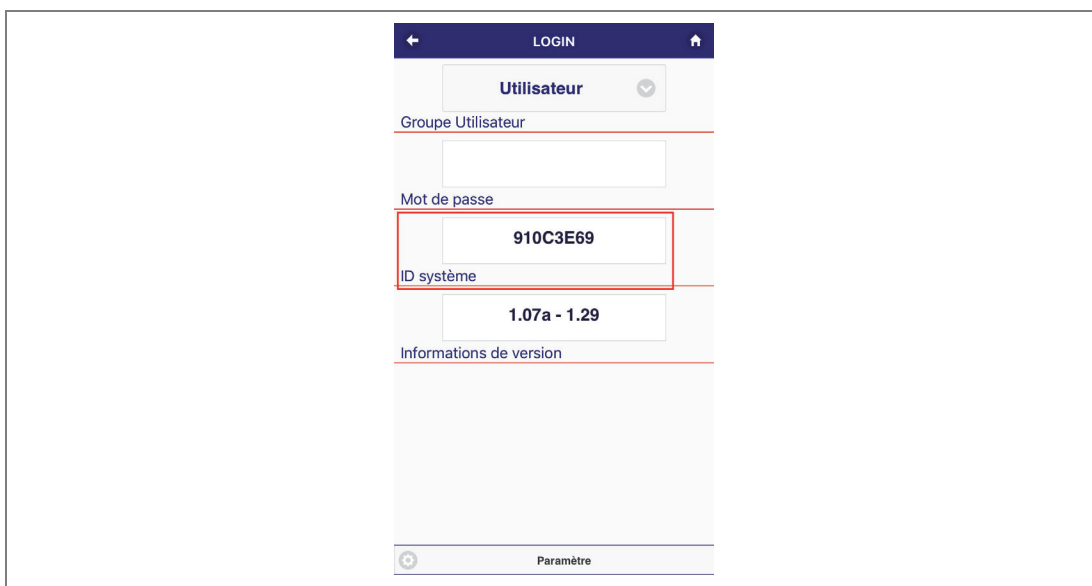 LOGIN
Utilisateur
Groupe Utilisateur
Mot de passe
910C3E69
ID système
1.07a - 1.29
Informations de version
Paramètre